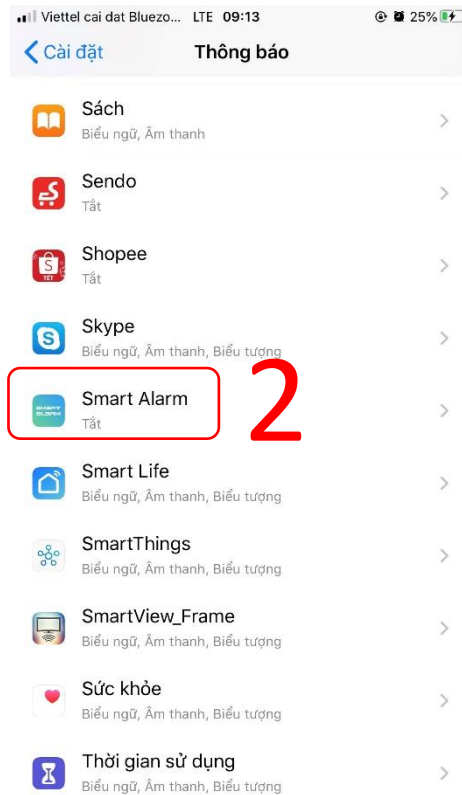 Viettel cai dat Bluezo... LTE 09:13 25%
Cài đặt Thông báo
Sách
Biểu ngữ, Âm thanh
Sendo
Tắt
Shopee
Tắt
Skype
Biểu ngữ, Âm thanh, Biểu tượng
Smart Alarm
Tắt
2
Smart Life
Biểu ngữ, Âm thanh, Biểu tượng
SmartThings
Biểu ngữ, Âm thanh, Biểu tượng
SmartView_Frame
Biểu ngữ, Âm thanh, Biểu tượng
Sức khỏe
Biểu ngữ, Âm thanh, Biểu tượng
Thời gian sử dụng
Biểu ngữ, Âm thanh, Biểu tượng